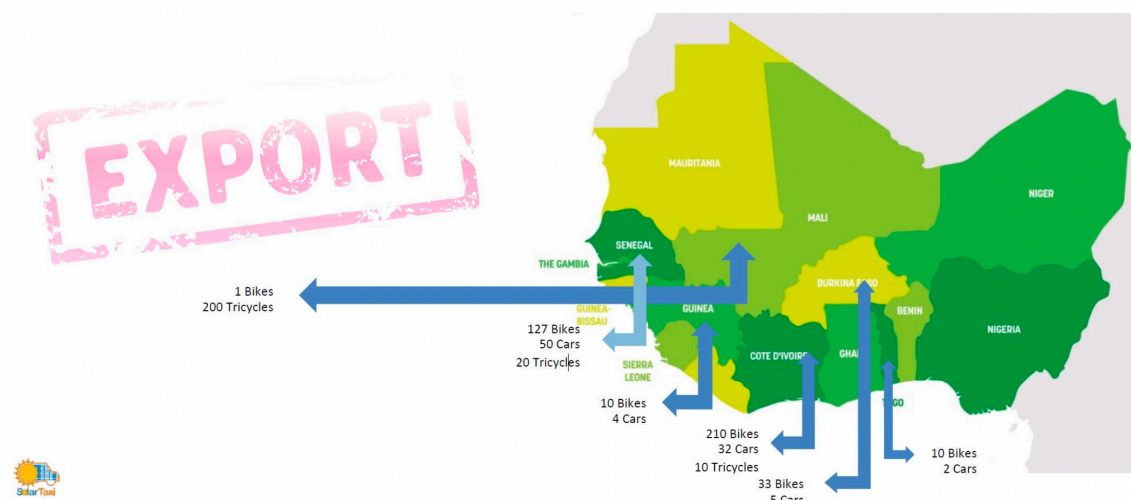 EXPORT
MAURITANIA
NIGER
MALI
SENEGAL
THE GAMBIA
BURKINA FASO
1 Bikes
200 Tricycles
GUINEA-
BISSAU
GUINEA
BENIN
NIGERIA
127 Bikes
50 Cars
20 Tricycles
COTE D'IVOIRE
SIERRA
LEONE
10 Bikes
4 Cars
210 Bikes
32 Cars
10 Tricycles
10 Bikes
2 Cars
33 Bikes
5 Cars
SolarTaxi